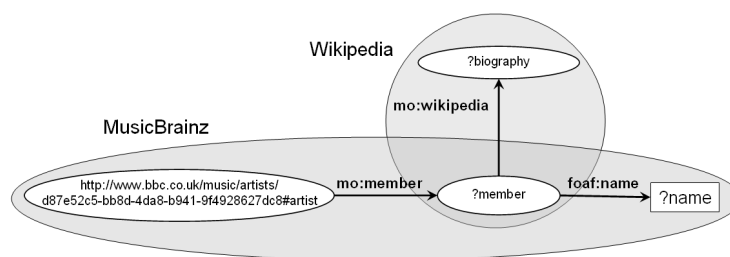 Wikipedia
?biography
mo:wikipedia
MusicBrainz
http://www.bbc.co.uk/music/artists/
d87e52c5-bb8d-4da8-b941-9f4928627dc8#artist
mo:member
?member
foaf:name
?name